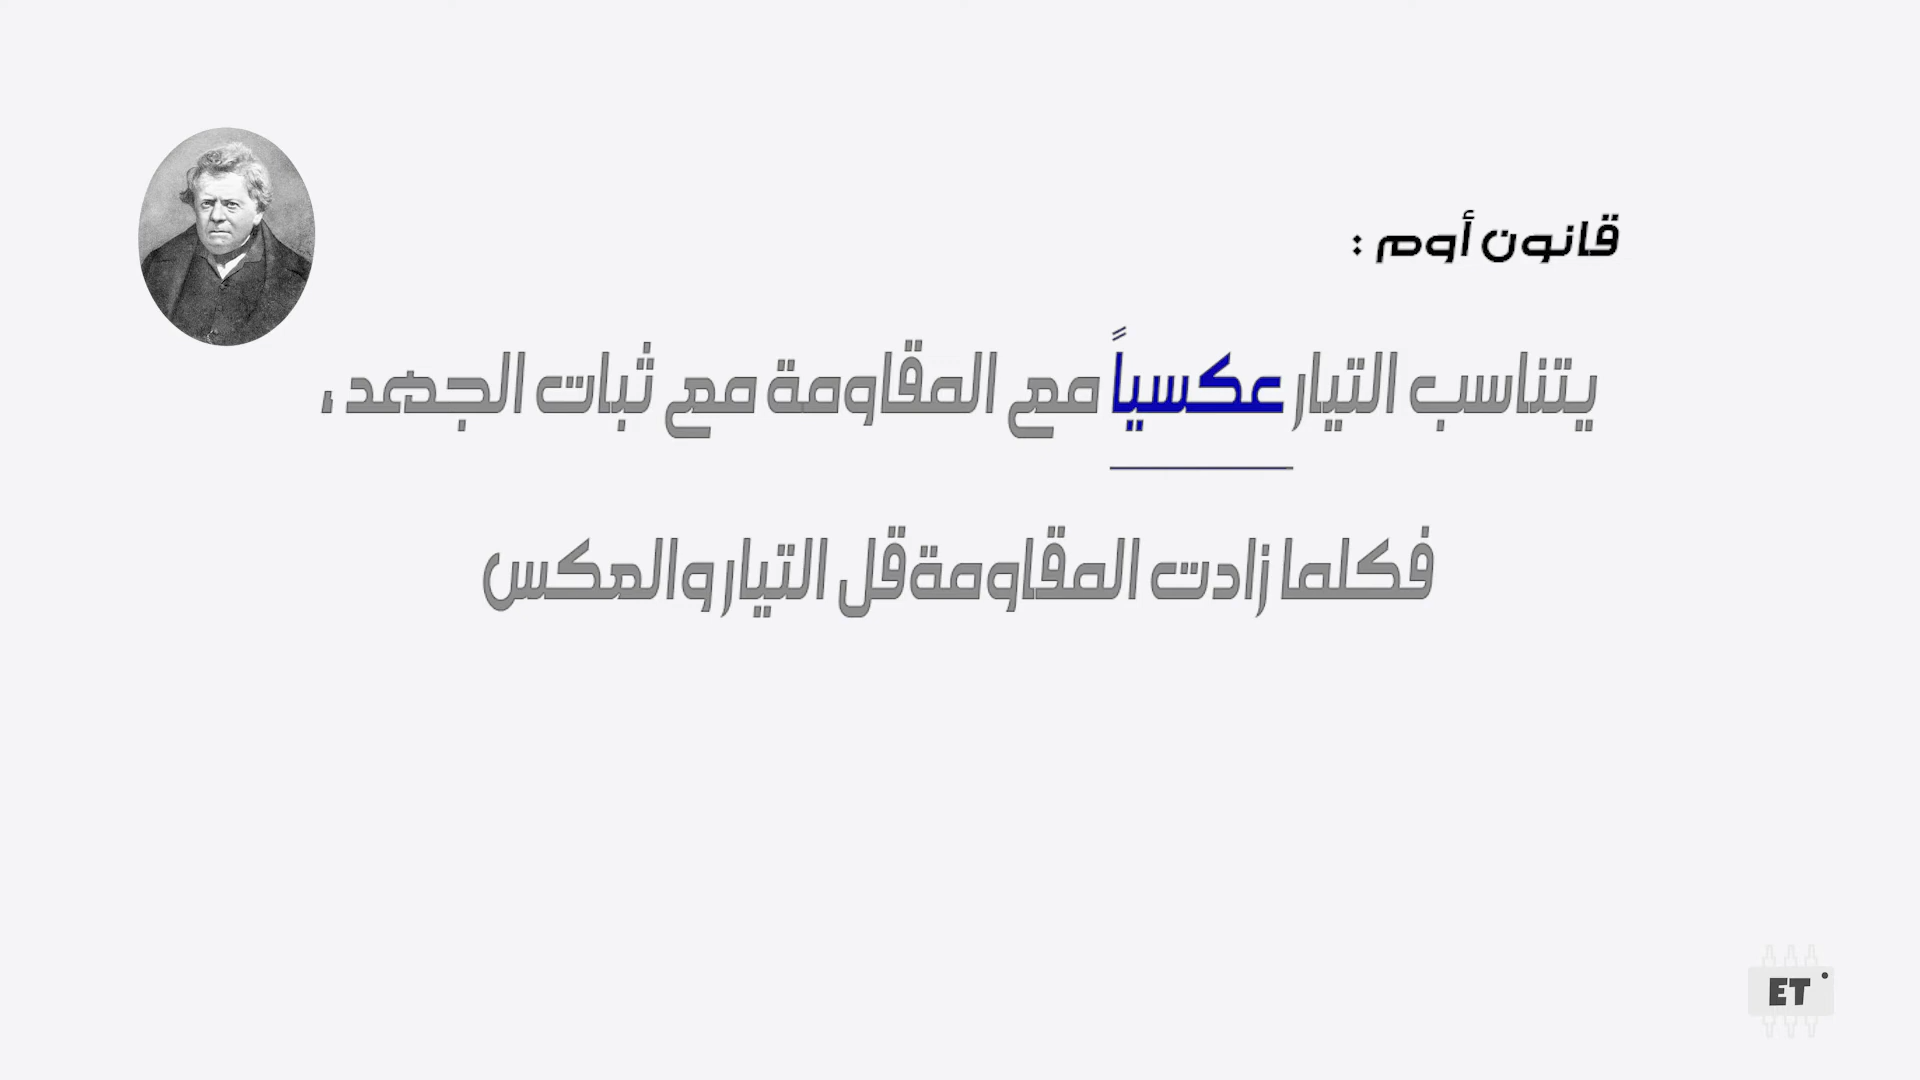 قانون أوم :
يتناسب التيار عكسياً مع المقاومة مع ثبات الجهد ،
فكلما زادت المقاومة قل التيار والعكس
ET